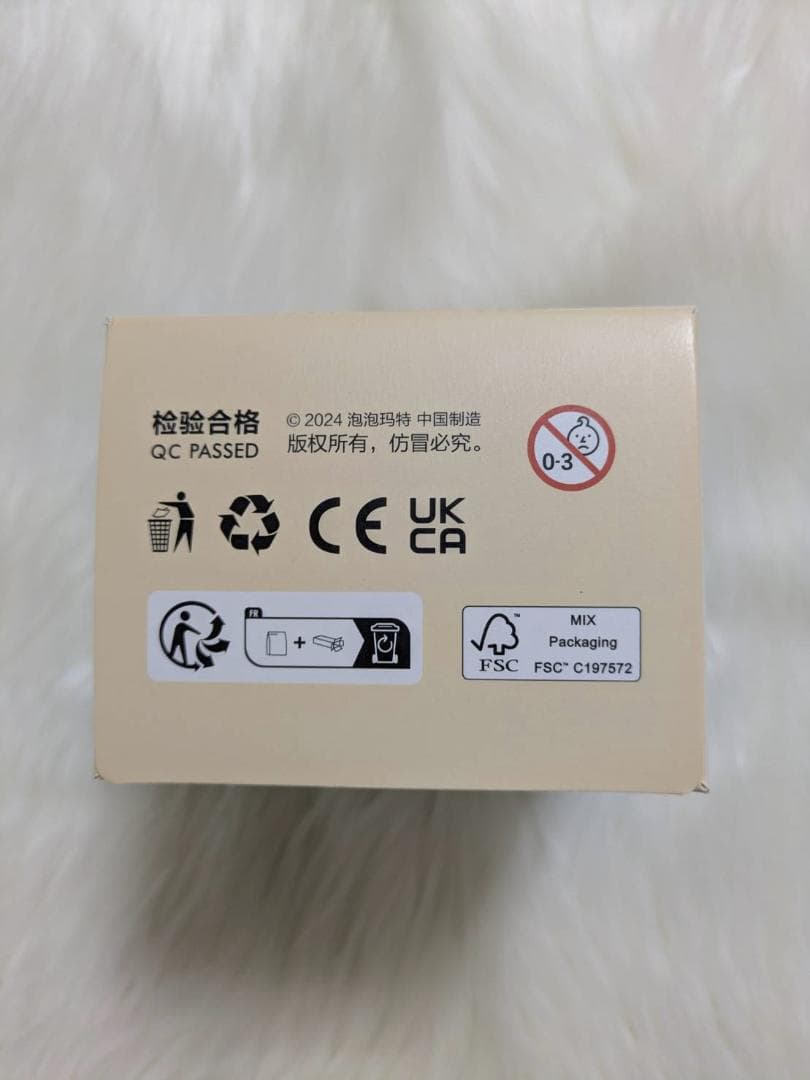 检验合格
QC PASSED
© 2024 泡泡玛特 中国制造
版权所有，仿冒必究。
0-3
CE
UK
CA
FR
FSC™
MIX
Packaging
FSC™ C197572